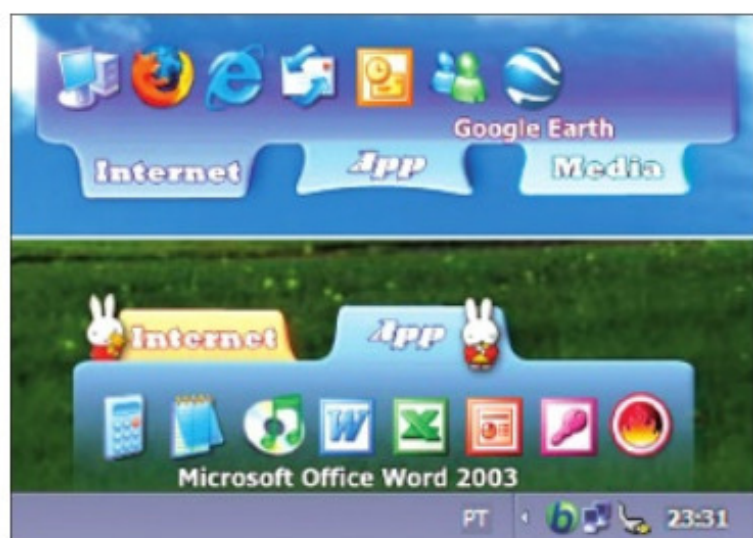 Google Earth
Internet App Media
Internet App
Microsoft Office Word 2003
PT 23:31